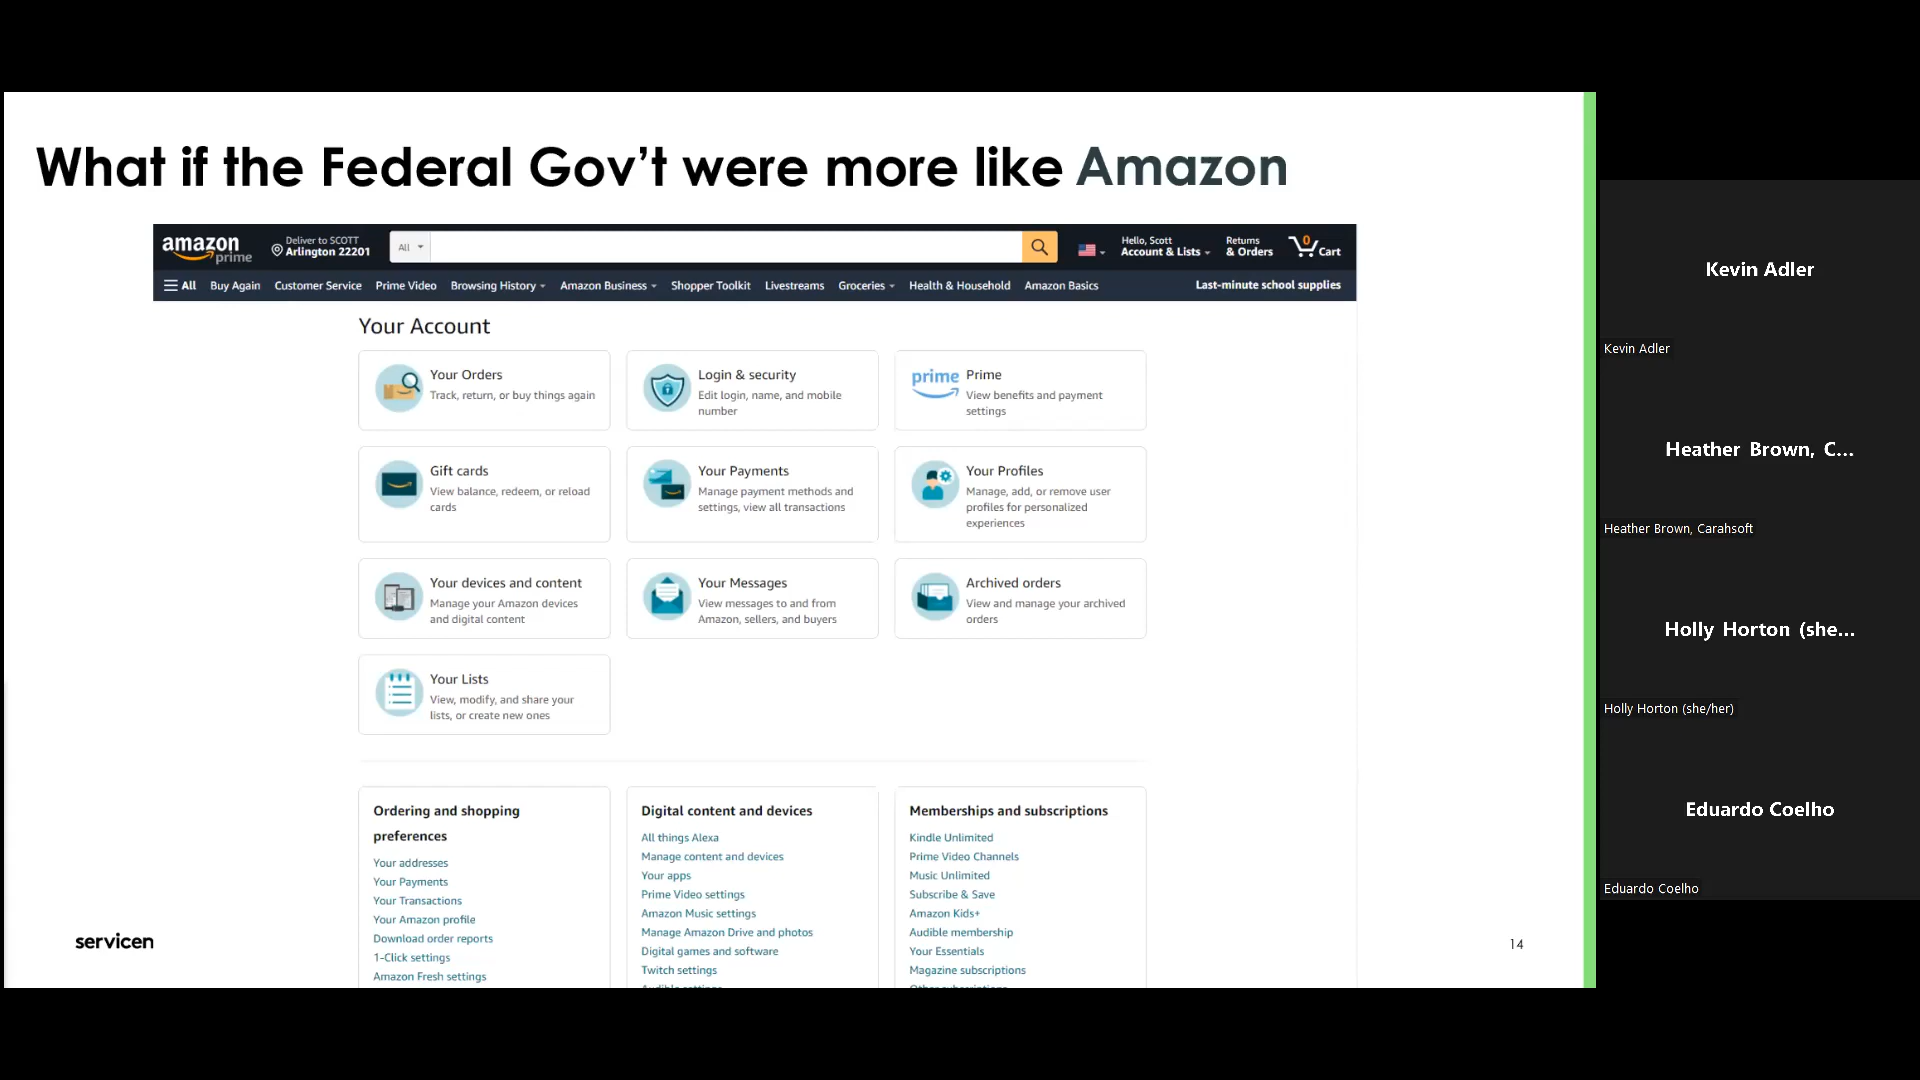 What if the Federal Gov't were more like Amazon
amazon prime
Deliver to SCOTT
Arlington 22201
All
Hello, Scott
Account & Lists
Returns
& Orders
0
Cart
All Buy Again Customer Service Prime Video Browsing History Amazon Business Shopper Toolkit Livestreams Groceries Health & Household Amazon Basics Last-minute school supplies
Your Account
Your Orders
Track, return, or buy things again
Login & security
Edit login, name, and mobile
number
prime
Prime
View benefits and payment
settings
Gift cards
View balance, redeem, or reload
cards
Your Payments
Manage payment methods and
settings, view all transactions
Your Profiles
Manage, add, or remove user
profiles for personalized
experiences
Your devices and content
Manage your Amazon devices
and digital content
Your Messages
View messages to and from
Amazon, sellers, and buyers
Archived orders
View and manage your archived
orders
Your Lists
View, modify, and share your
lists, or create new ones
Ordering and shopping
preferences
Your addresses
Your Payments
Your Transactions
Your Amazon profile
Download order reports
1-Click settings
Amazon Fresh settings
Digital content and devices
All things Alexa
Manage content and devices
Your apps
Prime Video settings
Amazon Music settings
Manage Amazon Drive and photos
Digital games and software
Twitch settings
Memberships and subscriptions
Kindle Unlimited
Prime Video Channels
Music Unlimited
Subscribe & Save
Amazon Kids+
Audible membership
Your Essentials
Magazine subscriptions
servicen
14
Kevin Adler
Kevin Adler
Heather Brown, C...
Heather Brown, Carahsoft
Holly Horton (she...
Holly Horton (she/her)
Eduardo Coelho
Eduardo Coelho